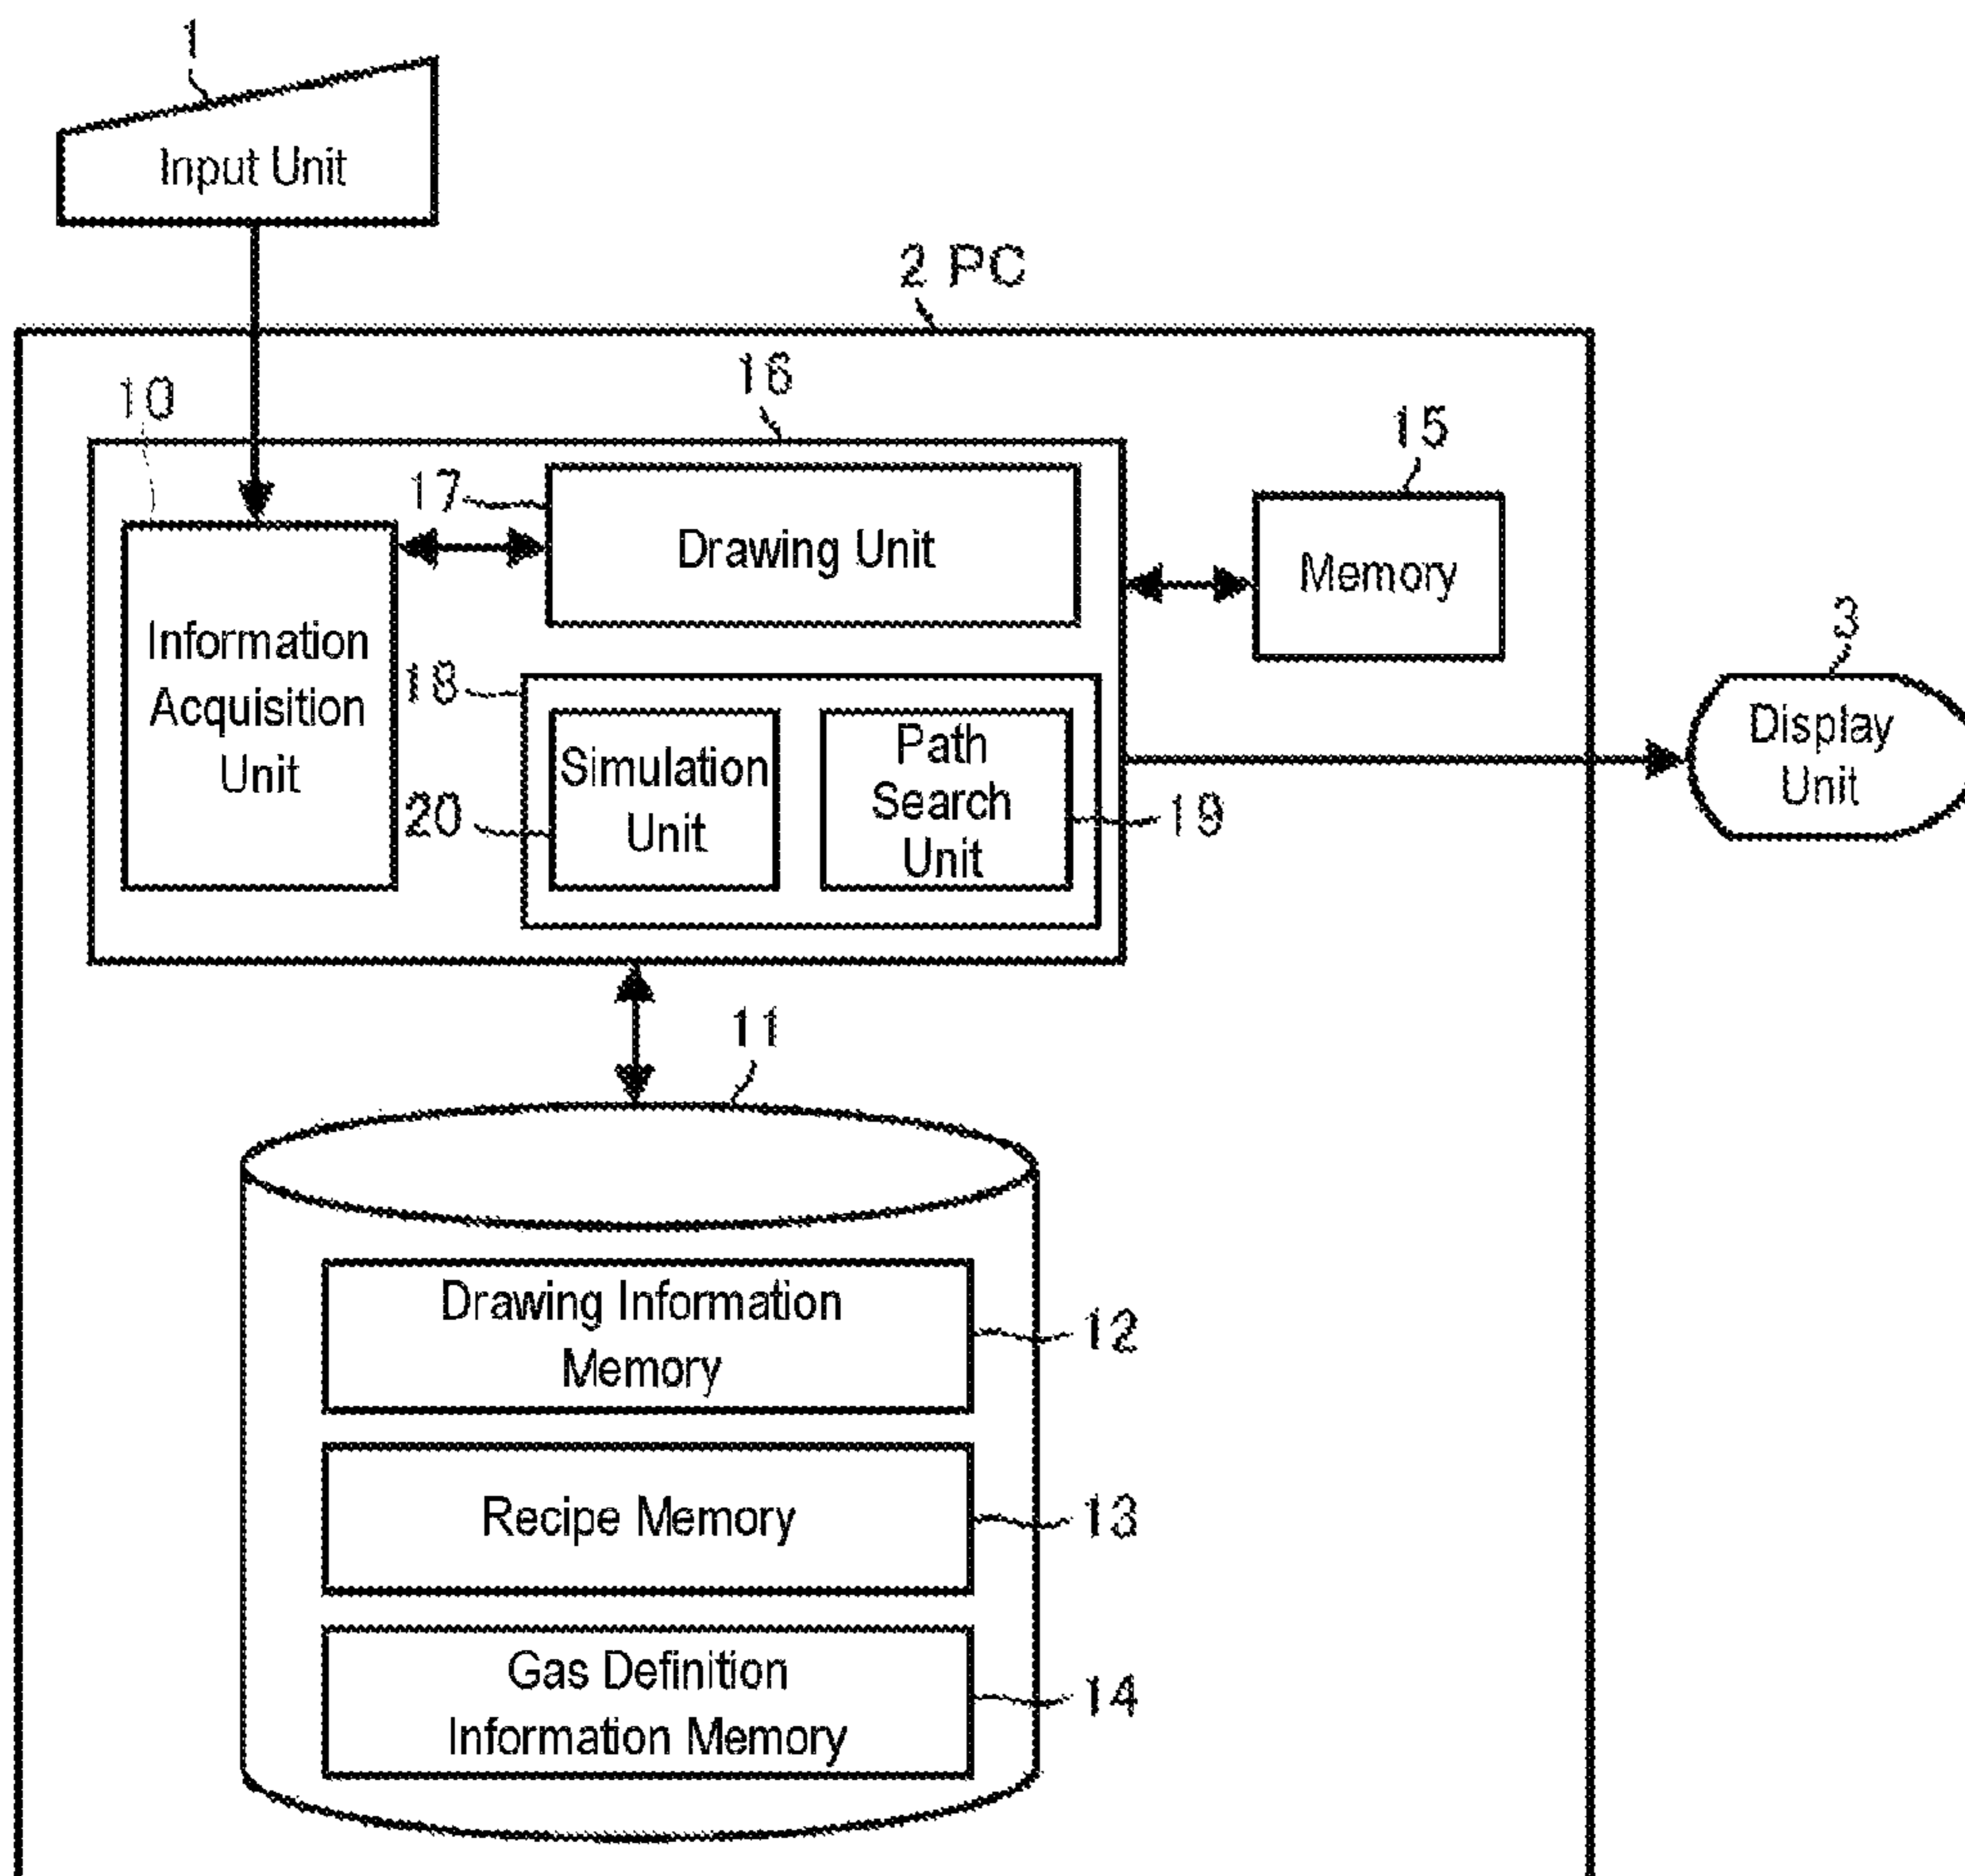 1
Input Unit
2 PC
16
10
15
17
Drawing Unit
Memory
Information
Acquisition
Unit
3
Display
Unit
18
Simulation
Unit
Path
Search
Unit
20
19
11
Drawing Information
Memory
12
Recipe Memory
13
Gas Definition
Information Memory
14